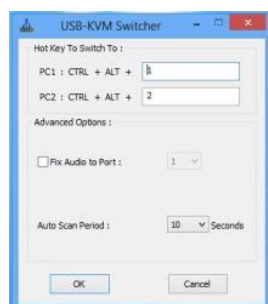 USB-KVM Switcher
Hot Key To Switch To :
PC1 : CTRL + ALT + 1
PC2 : CTRL + ALT + 2
Advanced Options :
Fix Audio to Port : 1
Auto Scan Period : 10 Seconds
OK Cancel